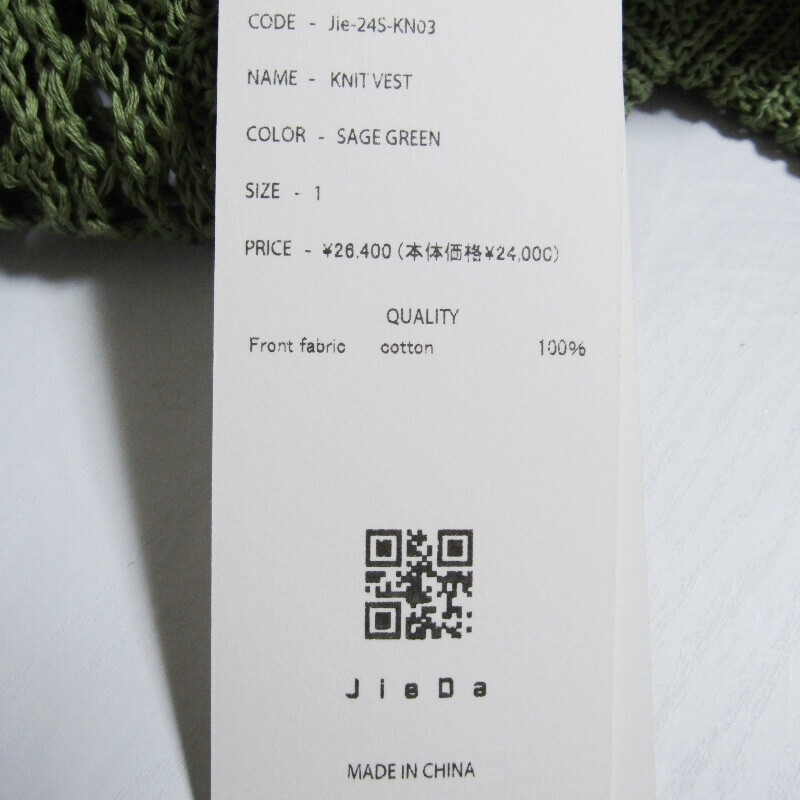 CODE - Jie-24S-KN03
NAME - KNIT VEST
COLOR - SAGE GREEN
SIZE - 1
PRICE - ¥26.400 (本体価格¥24,000)
QUALITY
Front fabric cotton 100%
JieDa
MADE IN CHINA